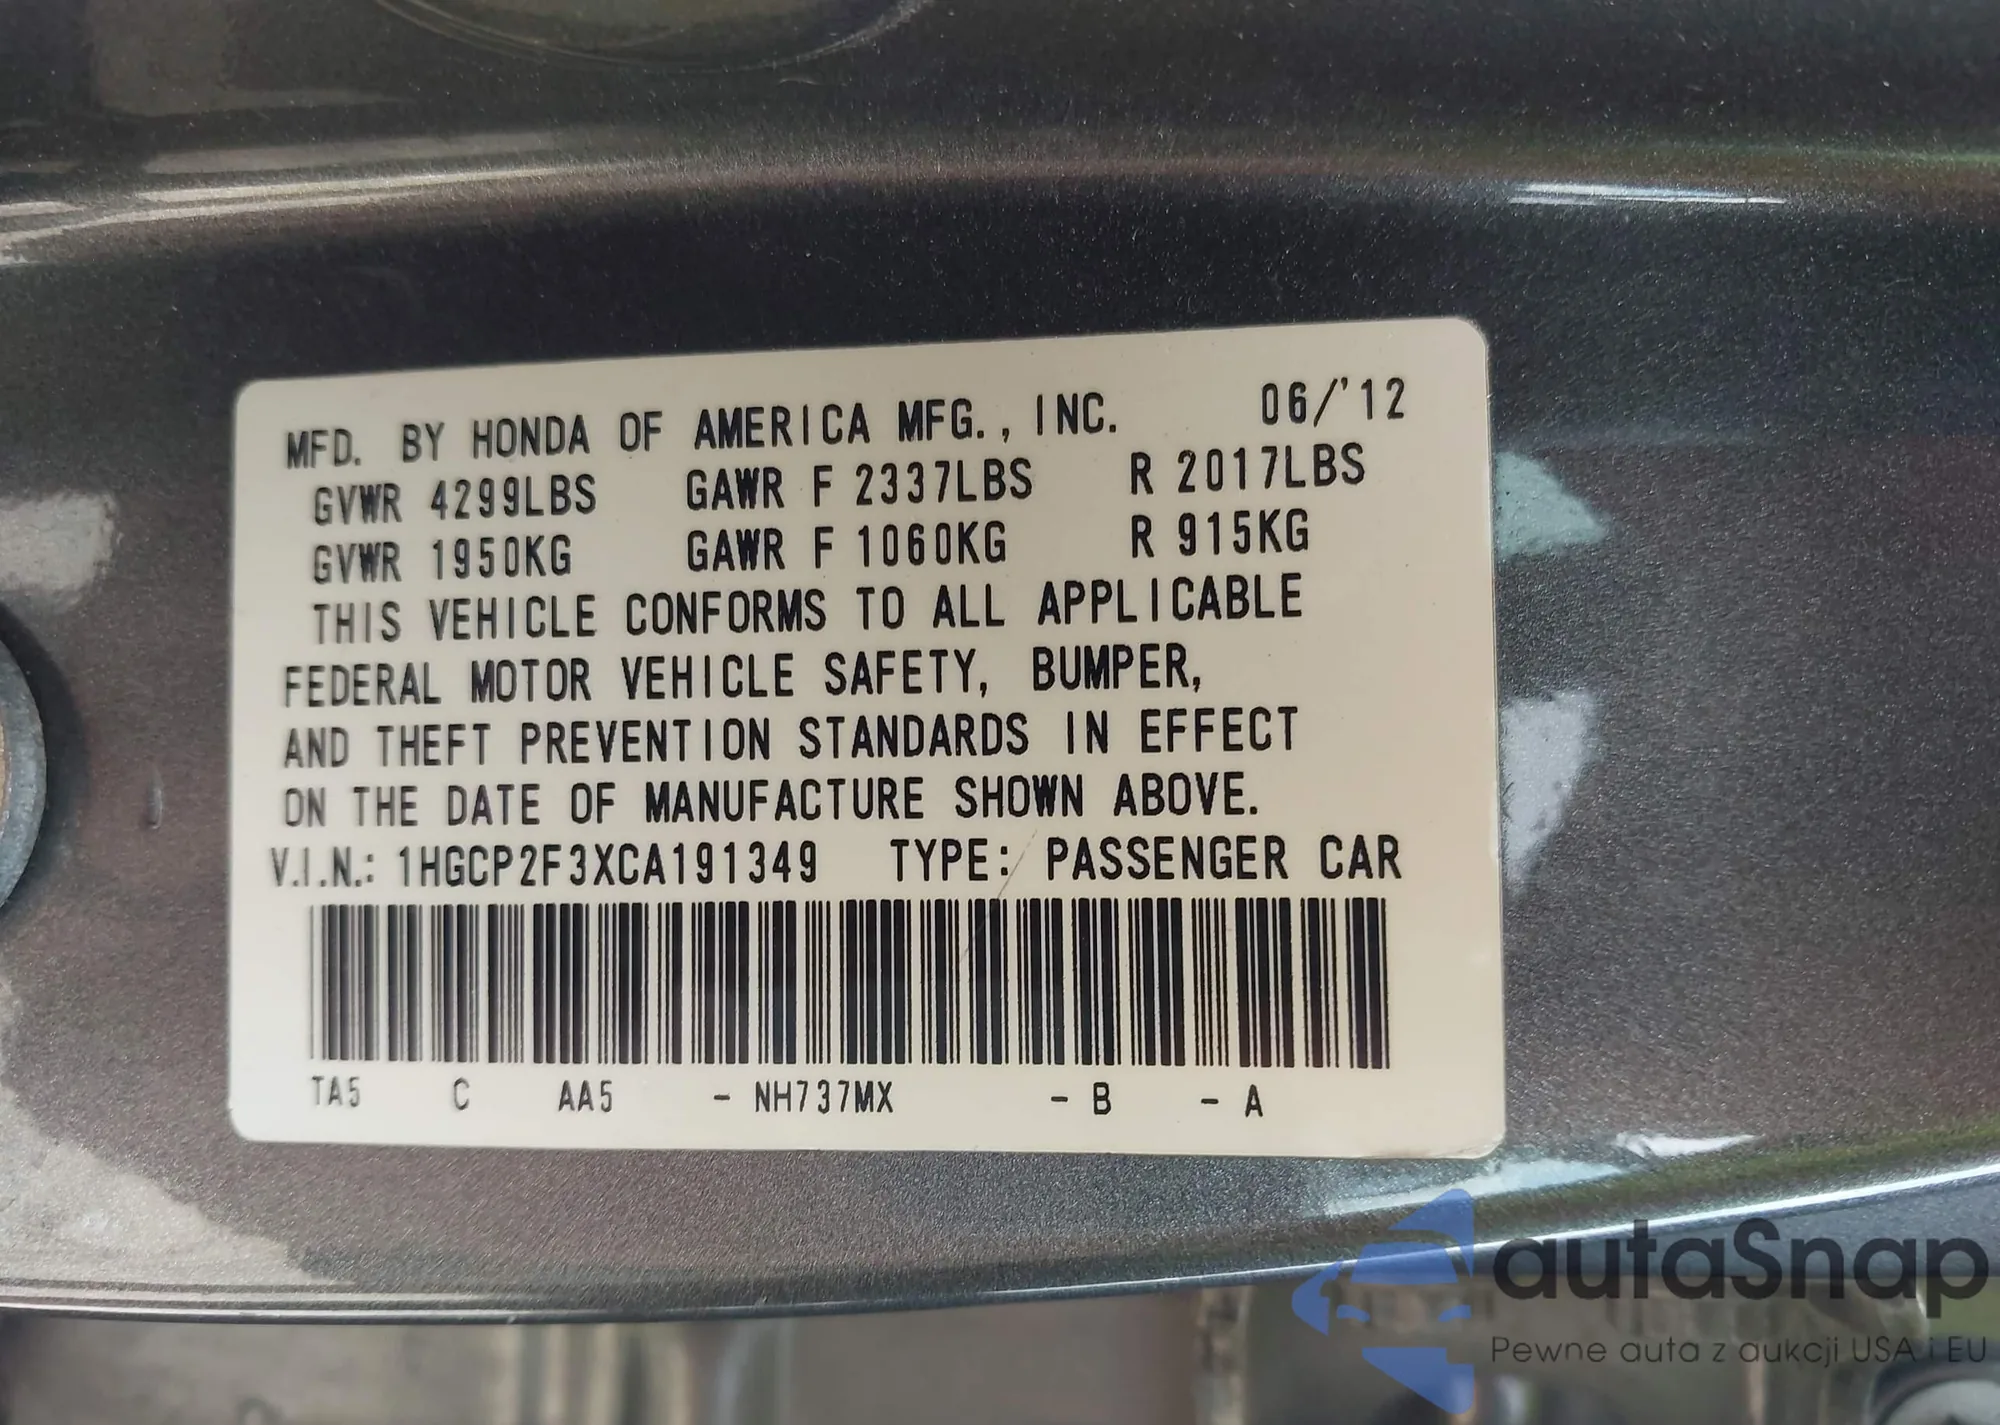 MFD. BY HONDA OF AMERICA MFG., INC. 06/'12
GVWR 4299LBS GAWR F 2337LBS R 2017LBS
GVWR 1950KG GAWR F 1060KG R 915KG
THIS VEHICLE CONFORMS TO ALL APPLICABLE
FEDERAL MOTOR VEHICLE SAFETY, BUMPER,
AND THEFT PREVENTION STANDARDS IN EFFECT
ON THE DATE OF MANUFACTURE SHOWN ABOVE.
V.I.N.: 1HGCP2F3XCA191349 TYPE: PASSENGER CAR
TA5 C AA5 - NH737MX - B - A
autaSnap
Pewne auta z aukcji USA i EU